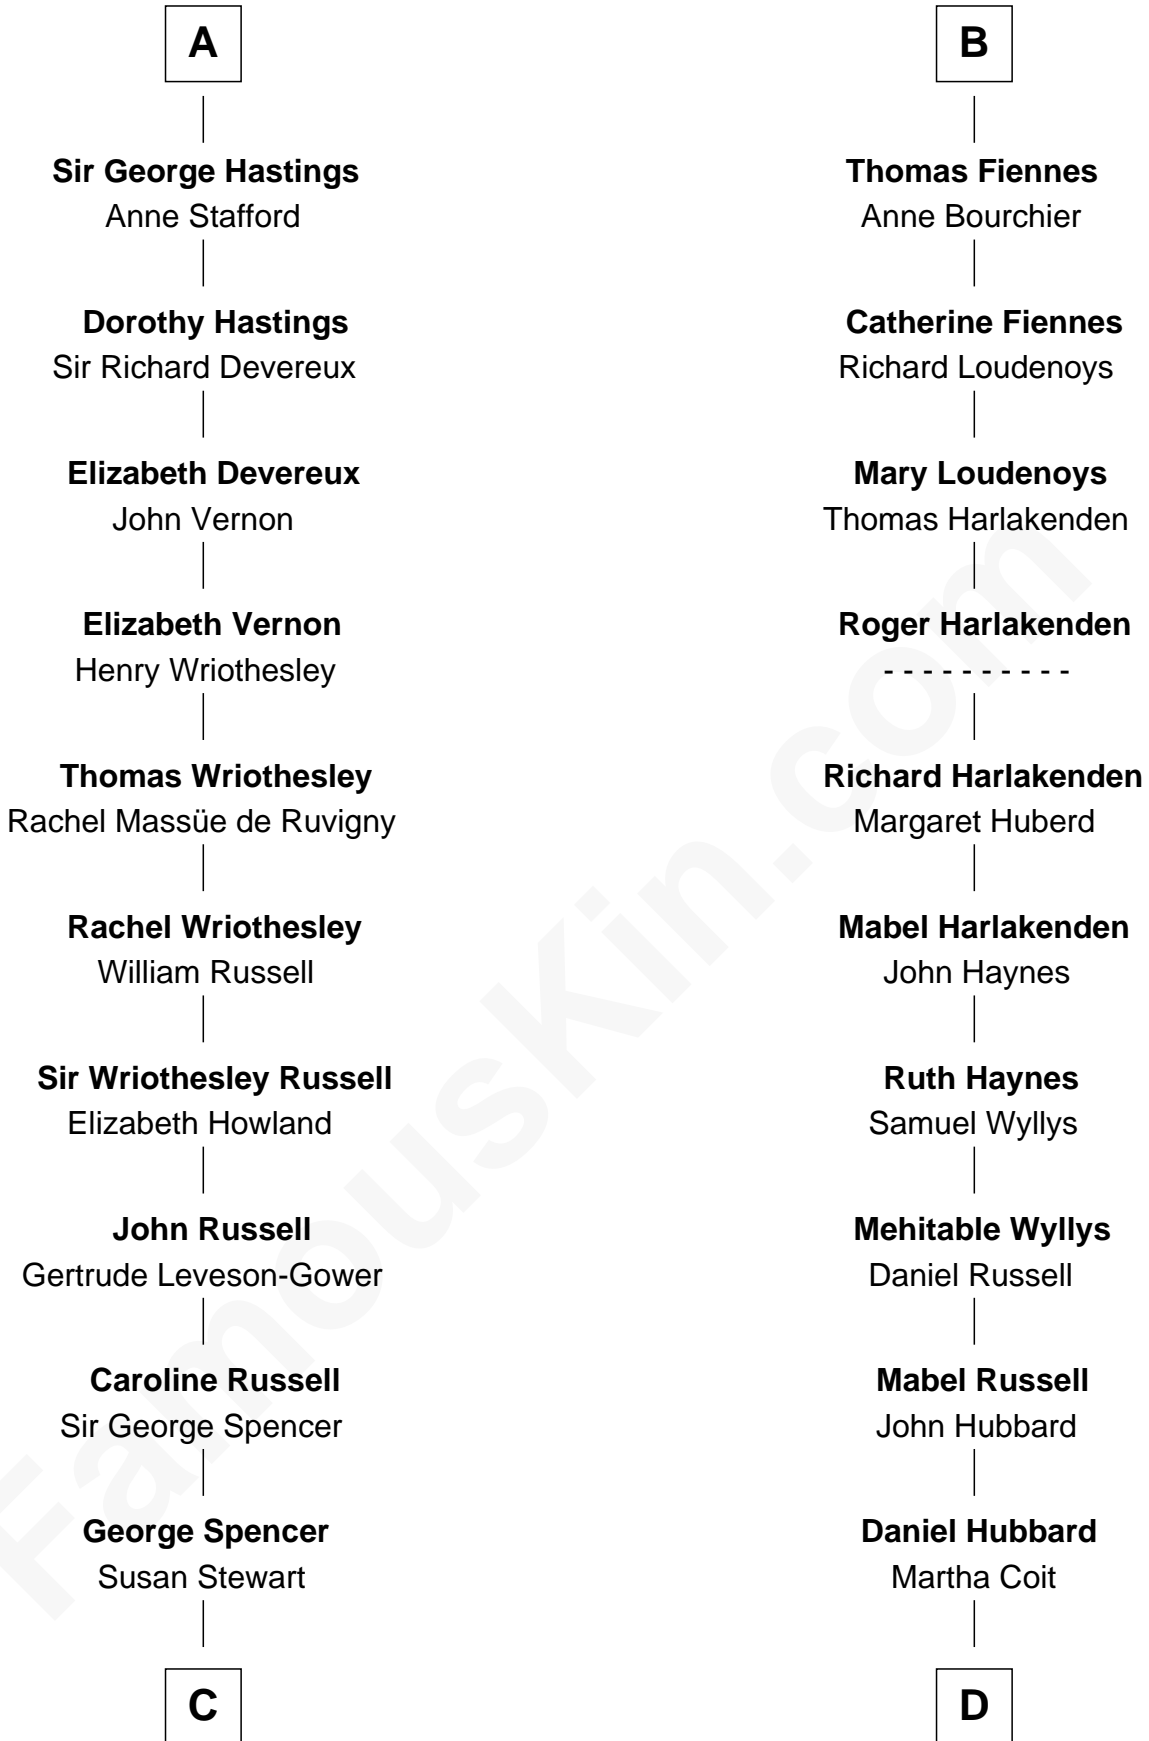 A
Sir George Hastings
Anne Stafford
Dorothy Hastings
Sir Richard Devereux
Elizabeth Devereux
John Vernon
Elizabeth Vernon
Henry Wriothesley
Thomas Wriothesley
Rachel Massüe de Ruvigny
Rachel Wriothesley
William Russell
Sir Wriothesley Russell
Elizabeth Howland
John Russell
Gertrude Leveson-Gower
Caroline Russell
Sir George Spencer
George Spencer
Susan Stewart
C
B
Thomas Fiennes
Anne Bourchier
Catherine Fiennes
Richard Loudenoys
Mary Loudenoys
Thomas Harlakenden
Roger Harlakenden
- - - - - - - - - -
Richard Harlakenden
Margaret Huberd
Mabel Harlakenden
John Haynes
Ruth Haynes
Samuel Wyllys
Mehitable Wyllys
Daniel Russell
Mabel Russell
John Hubbard
Daniel Hubbard
Martha Coit
D
FamousKin.com